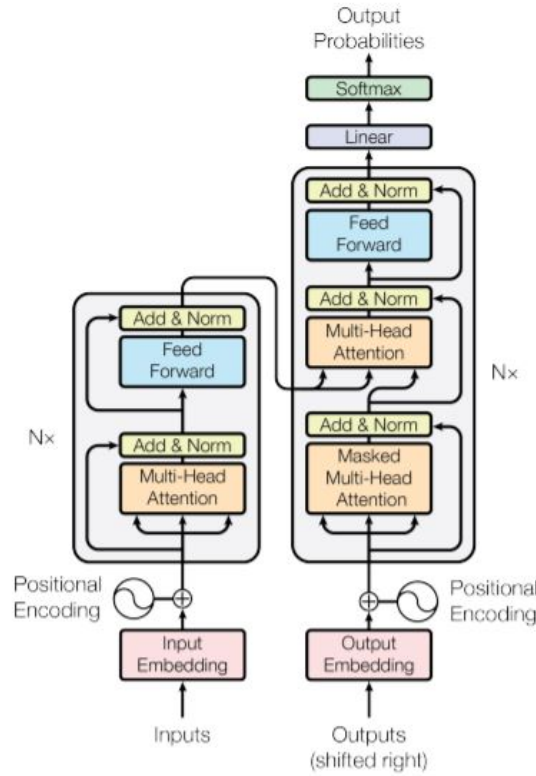 Output
Probabilities
Softmax
Linear
Add & Norm
Feed
Forward
Add & Norm
Multi-Head
Attention
Nx
Add & Norm
Masked
Multi-Head
Attention
Add & Norm
Feed
Forward
Nx
Add & Norm
Multi-Head
Attention
Positional
Encoding
Positional
Encoding
Input
Embedding
Output
Embedding
Inputs
Outputs
(shifted right)